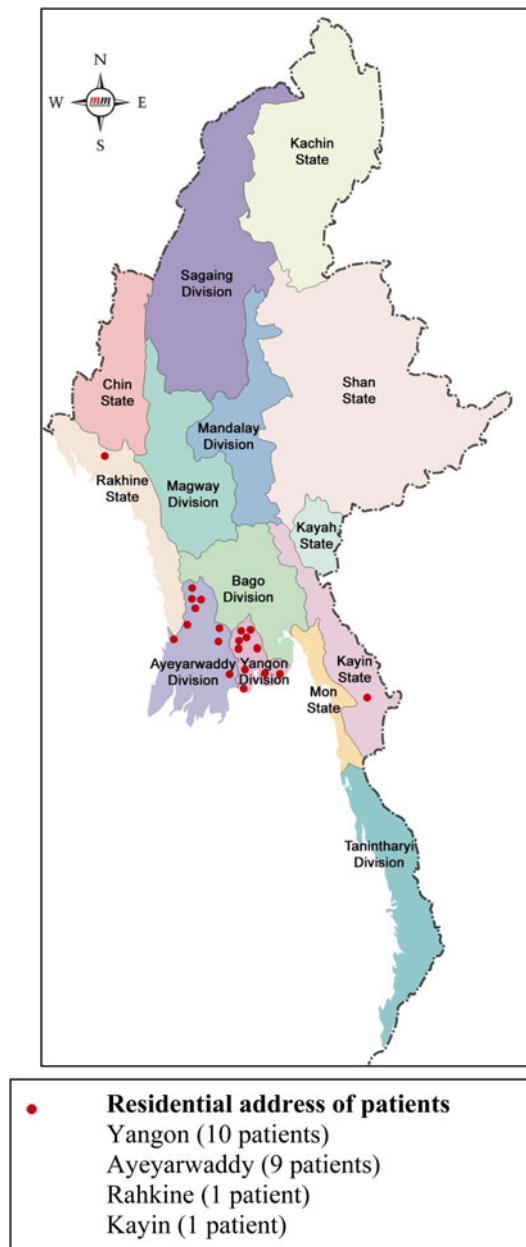 N
W
mm
E
S
Kachin
State
Sagaing
Division
Chin
State
Shan
State
Mandalay
Division
Rakhine
State
Magway
Division
Kayah
State
Bago
Division
Ayeyarwaddy
Division
Yangon
Division
Kayin
State
Mon
State
Tanintharyi
Division
Residential address of patients
Yangon (10 patients)
Ayeyarwaddy (9 patients)
Rahkine (1 patient)
Kayin (1 patient)